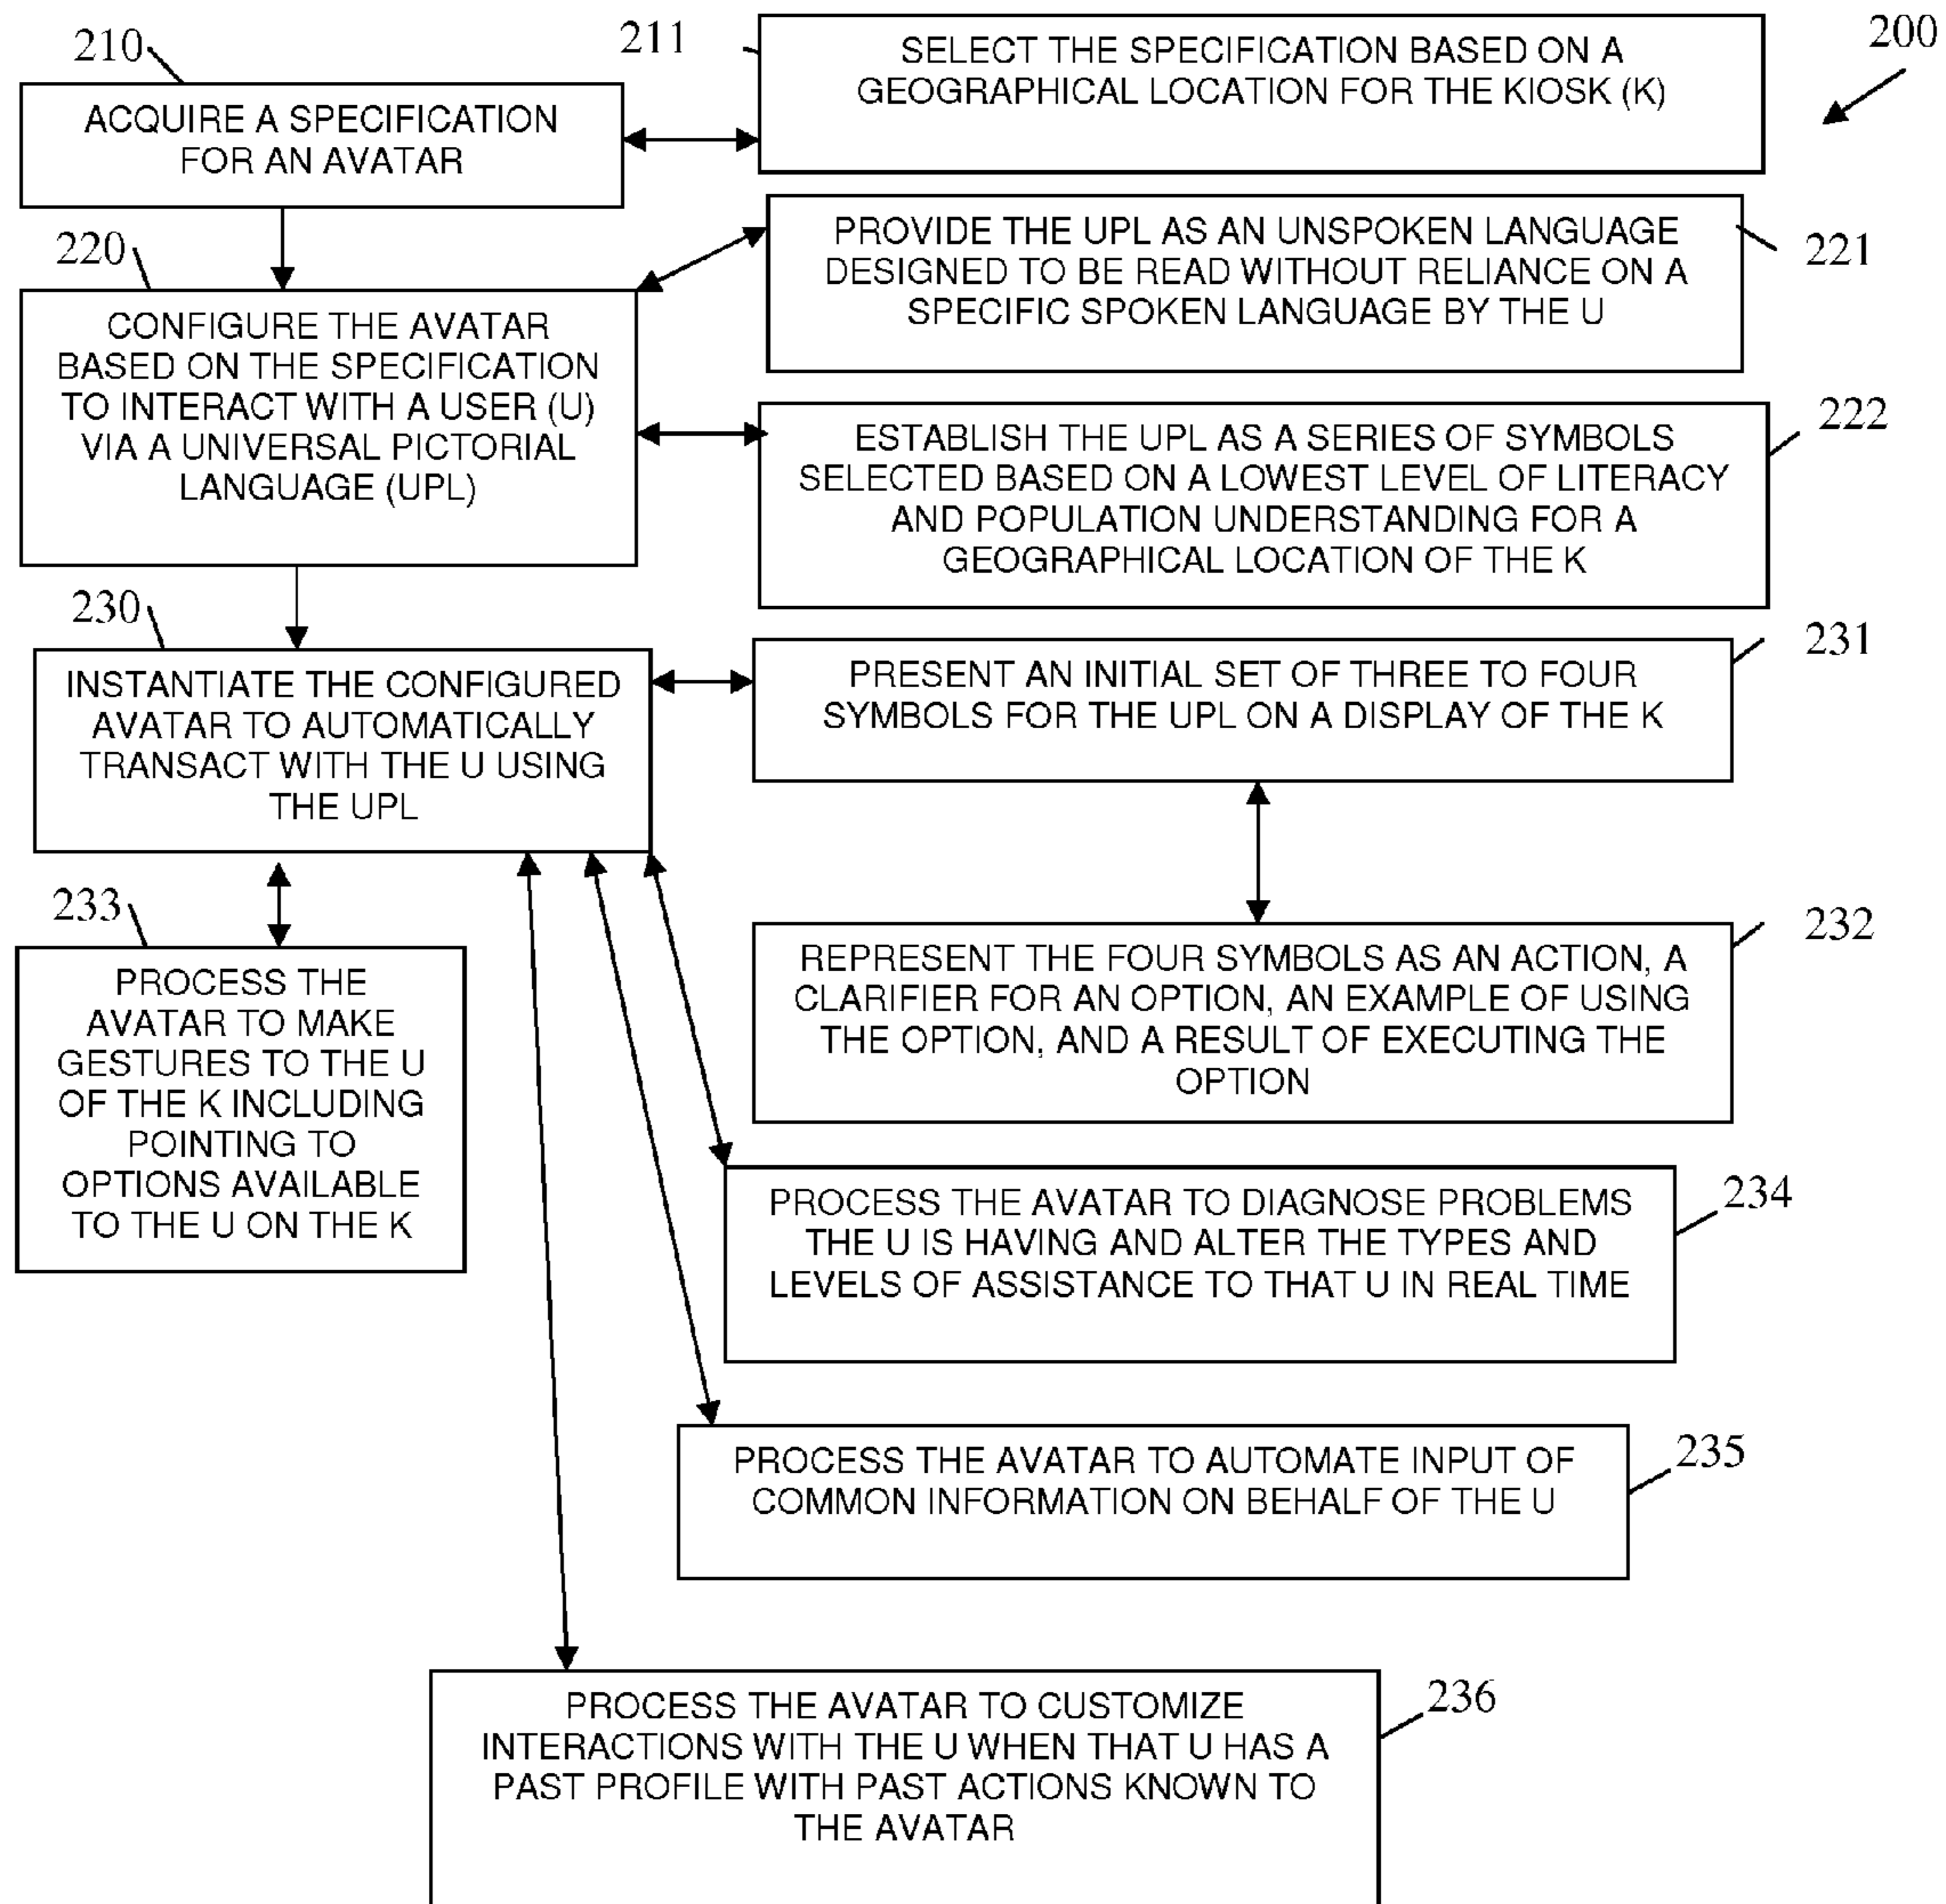 200
210
ACQUIRE A SPECIFICATION
FOR AN AVATAR
211
SELECT THE SPECIFICATION BASED ON A
GEOGRAPHICAL LOCATION FOR THE KIOSK (K)
220
CONFIGURE THE AVATAR
BASED ON THE SPECIFICATION
TO INTERACT WITH A USER (U)
VIA A UNIVERSAL PICTORIAL
LANGUAGE (UPL)
221
PROVIDE THE UPL AS AN UNSPOKEN LANGUAGE
DESIGNED TO BE READ WITHOUT RELIANCE ON A
SPECIFIC SPOKEN LANGUAGE BY THE U
222
ESTABLISH THE UPL AS A SERIES OF SYMBOLS
SELECTED BASED ON A LOWEST LEVEL OF LITERACY
AND POPULATION UNDERSTANDING FOR A
GEOGRAPHICAL LOCATION OF THE K
230
INSTANTIATE THE CONFIGURED
AVATAR TO AUTOMATICALLY
TRANSACT WITH THE U USING
THE UPL
231
PRESENT AN INITIAL SET OF THREE TO FOUR
SYMBOLS FOR THE UPL ON A DISPLAY OF THE K
232
REPRESENT THE FOUR SYMBOLS AS AN ACTION, A
CLARIFIER FOR AN OPTION, AN EXAMPLE OF USING
THE OPTION, AND A RESULT OF EXECUTING THE
OPTION
233
PROCESS THE
AVATAR TO MAKE
GESTURES TO THE U
OF THE K INCLUDING
POINTING TO
OPTIONS AVAILABLE
TO THE U ON THE K
234
PROCESS THE AVATAR TO DIAGNOSE PROBLEMS
THE U IS HAVING AND ALTER THE TYPES AND
LEVELS OF ASSISTANCE TO THAT U IN REAL TIME
235
PROCESS THE AVATAR TO AUTOMATE INPUT OF
COMMON INFORMATION ON BEHALF OF THE U
236
PROCESS THE AVATAR TO CUSTOMIZE
INTERACTIONS WITH THE U WHEN THAT U HAS A
PAST PROFILE WITH PAST ACTIONS KNOWN TO
THE AVATAR